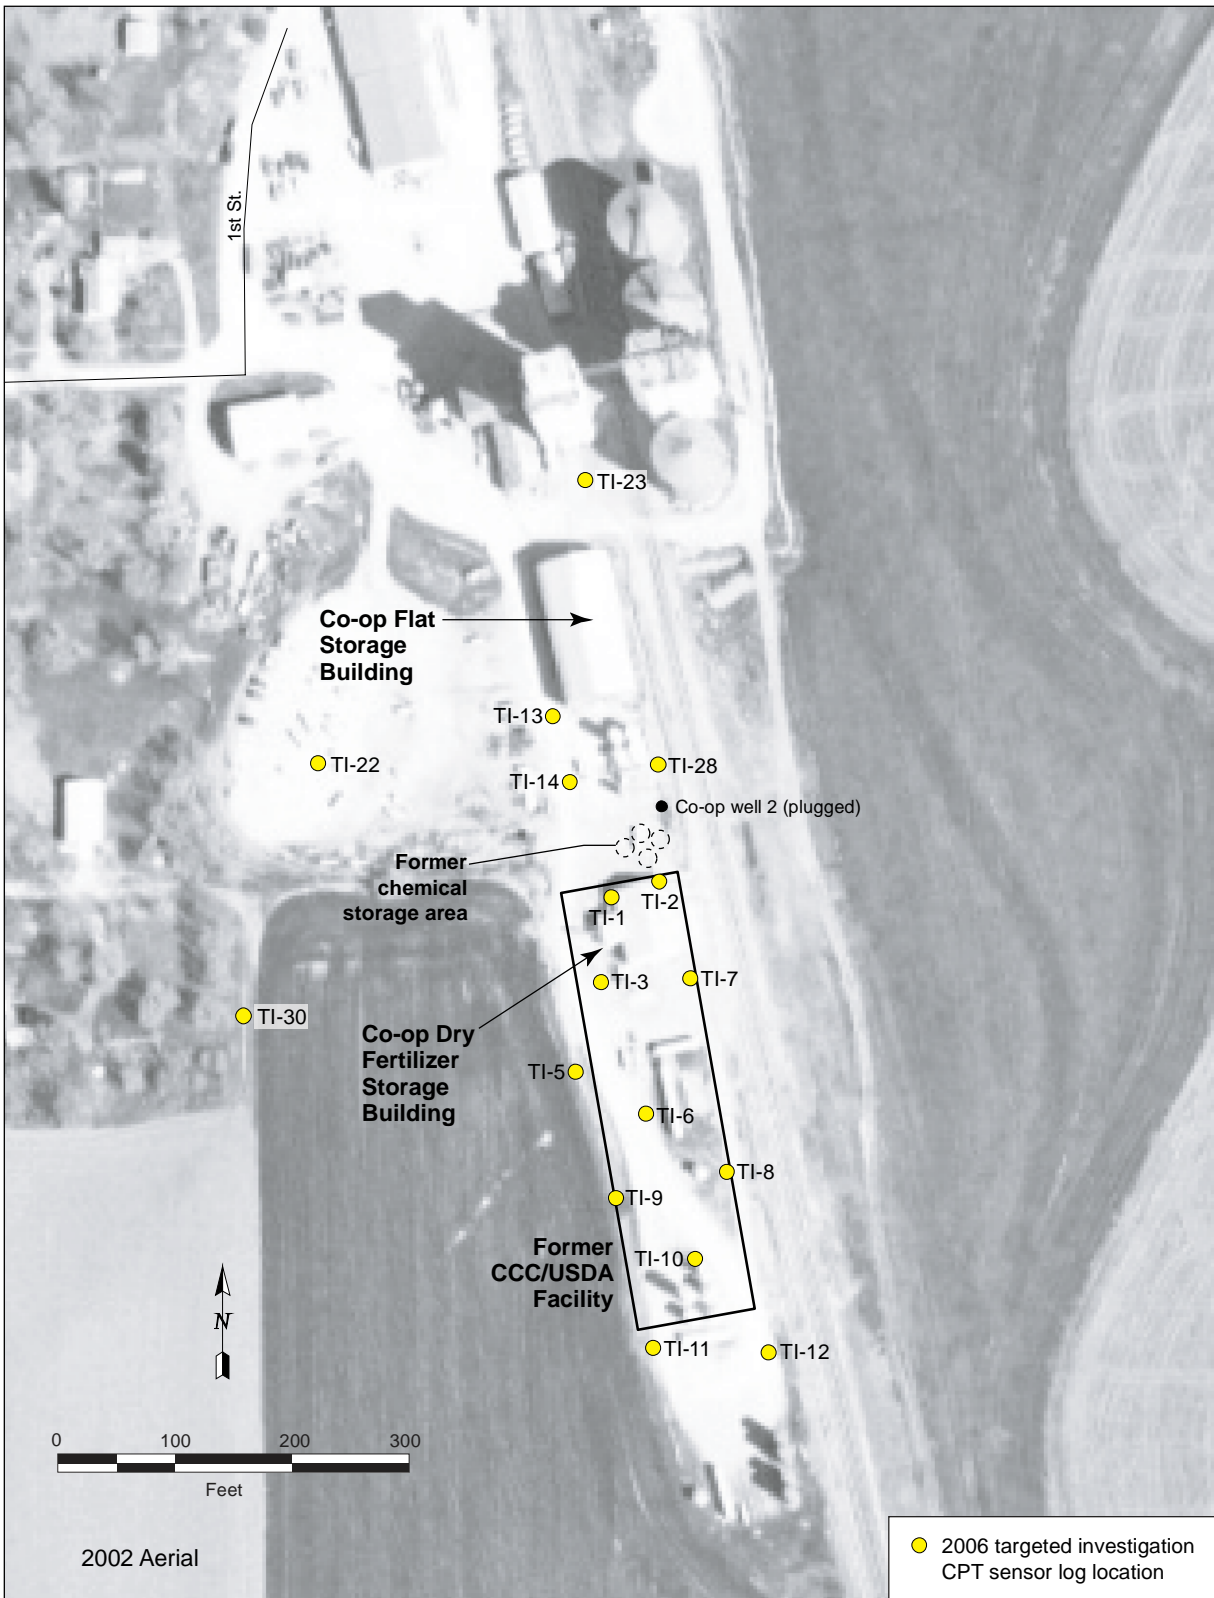 1st St.
TI-23
Co-op Flat
Storage
Building
TI-13
TI-22
TI-14
TI-28
Co-op well 2 (plugged)
Former
chemical
storage area
TI-2
TI-1
TI-3
TI-7
TI-30
Co-op Dry
Fertilizer
Storage
Building
TI-5
TI-6
TI-8
TI-9
Former
CCC/USDA
Facility
TI-10
N
TI-11
TI-12
0 100 200 300
Feet
2002 Aerial
2006 targeted investigation
CPT sensor log location